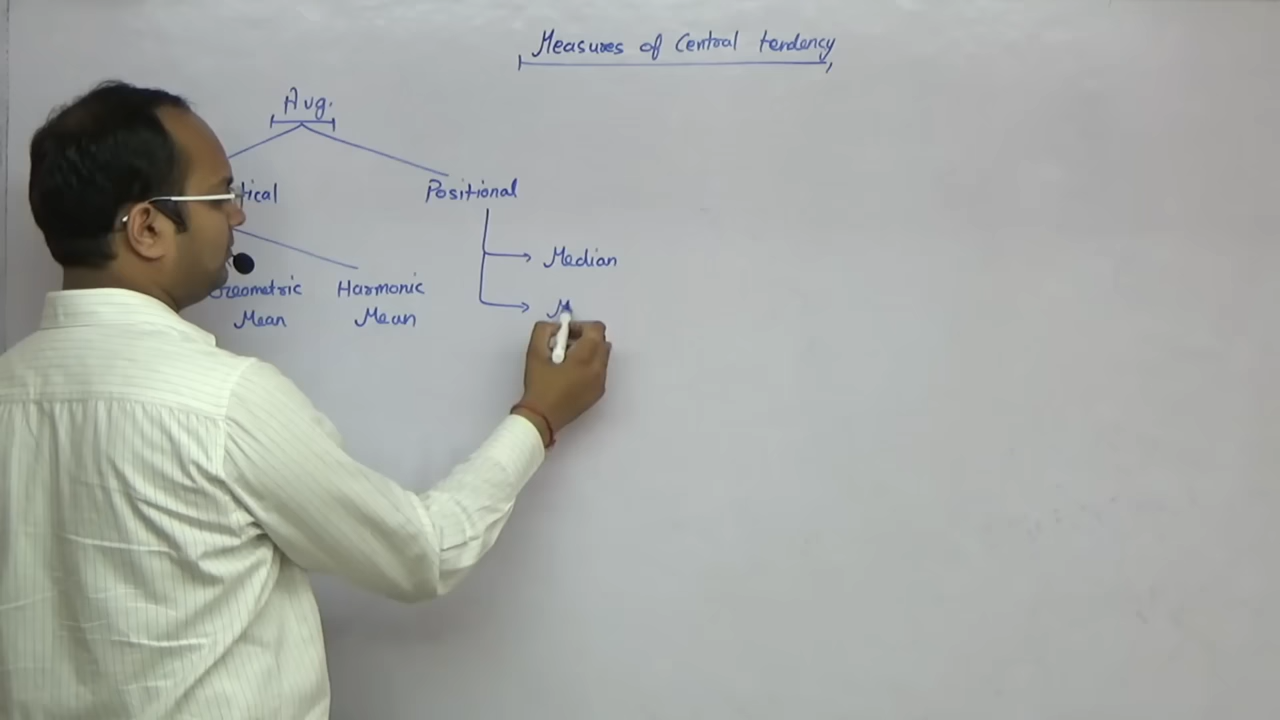 Measures of Central tendency
Avg.
tical
Positional
Median
Geometric
Mean
Harmonic
Mean
M